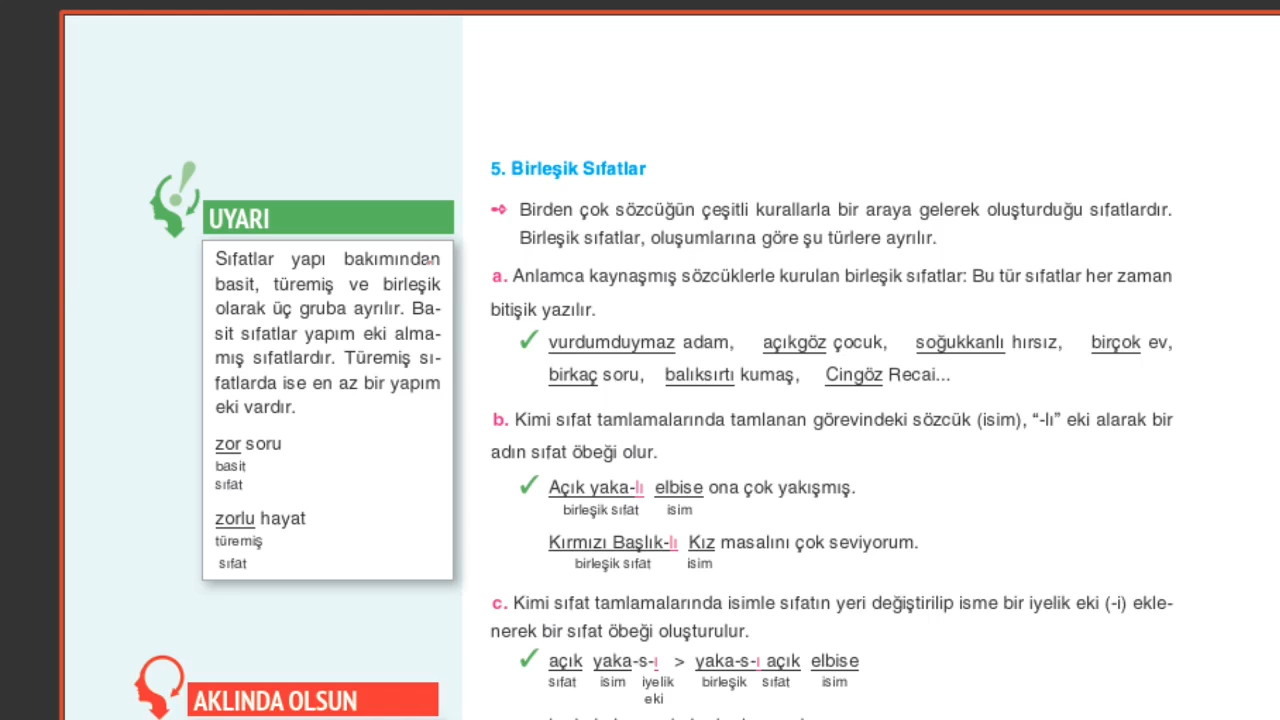 UYARI
Sıfatlar yapı bakımından
basit, türemiş ve birleşik
olarak üç gruba ayrılır. Ba-
sit sıfatlar yapım eki alma-
mış sıfatlardır. Türemiş sı-
fatlarda ise en az bir yapım
eki vardır.
zor soru
basit
sıfat
zorlu hayat
türemiş
sıfat
AKLINDA OLSUN
5. Birleşik Sıfatlar
Birden çok sözcüğün çeşitli kurallarla bir araya gelerek oluşturduğu sıfatlardır.
Birleşik sıfatlar, oluşumlarına göre şu türlere ayrılır.
a. Anlamca kaynaşmış sözcüklerle kurulan birleşik sıfatlar: Bu tür sıfatlar her zaman
bitişik yazılır.
✓ vurdumduymaz adam, açıkgöz çocuk, soğukkanlı hırsız, birçok ev,
birkaç soru, balıksırtı kumaş, Cingöz Recai...
b. Kimi sıfat tamlamalarında tamlanan görevindeki sözcük (isim), “-lı” eki alarak bir
adın sıfat öbeği olur.
✓ Açık yaka-lı elbise ona çok yakışmış.
birleşik sıfat isim
Kırmızı Başlık-lı Kız masalını çok seviyorum.
birleşik sıfat isim
c. Kimi sıfat tamlamalarında isimle sıfatın yeri değiştirilip isme bir iyelik eki (-i) ekle-
nerek bir sıfat öbeği oluşturulur.
✓ açık yaka-s-ı > yaka-s-ı açık elbise
sıfat isim iyelik birleşik sıfat isim
eki